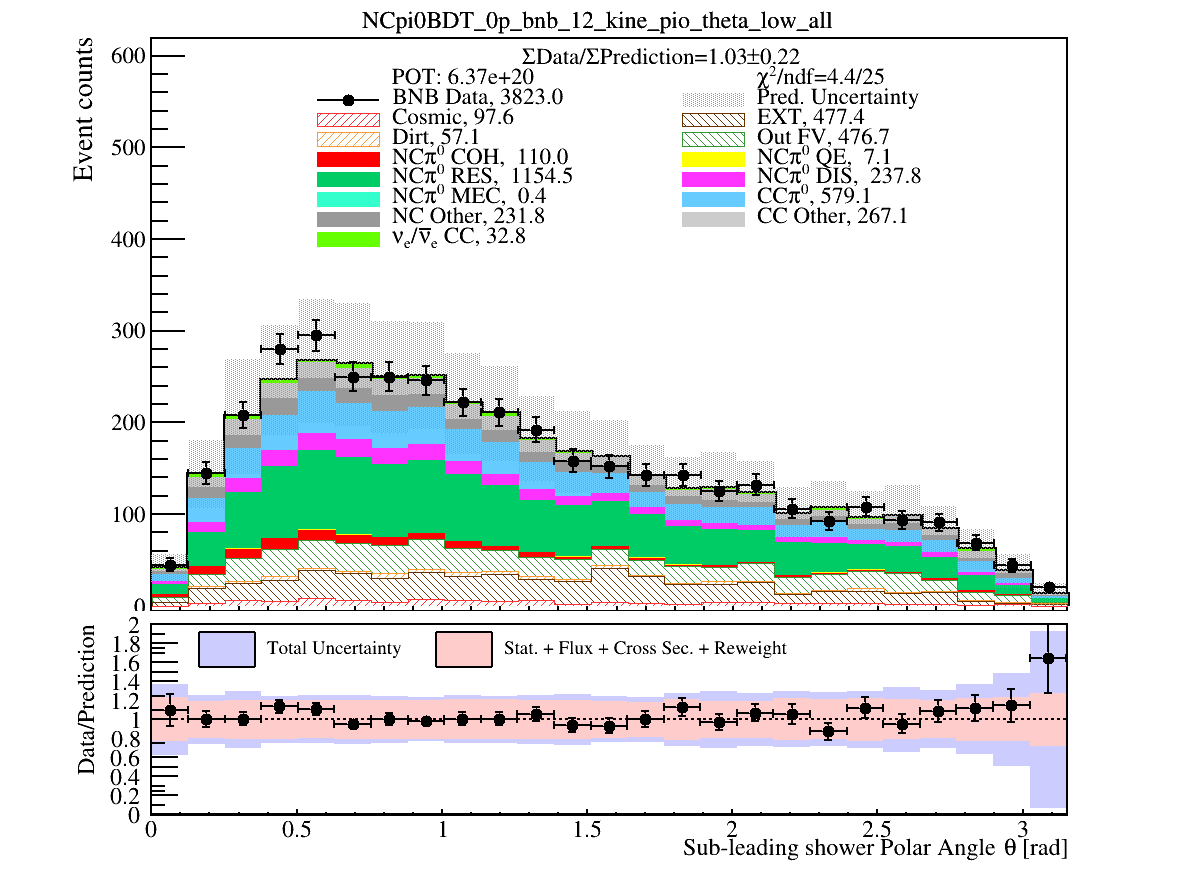 NCpi0BDT_0p_bnb_12_kine_pio_theta_low_all
ΣData/ΣPrediction=1.03±0.22
POT: 6.37e+20
χ²/ndf=4.4/25
BNB Data, 3823.0
Pred. Uncertainty
Cosmic, 97.6
EXT, 477.4
Dirt, 57.1
Out FV, 476.7
NCπ⁰ COH, 110.0
NCπ⁰ QE, 7.1
NCπ⁰ RES, 1154.5
NCπ⁰ DIS, 237.8
NCπ⁰ MEC, 0.4
CCπ⁰, 579.1
NC Other, 231.8
CC Other, 267.1
νₑ/ν̅ₑ CC, 32.8
Event counts
600
500
400
300
200
100
0
Total Uncertainty
Stat. + Flux + Cross Sec. + Reweight
Data/Prediction
2
1.8
1.6
1.4
1.2
1
0.8
0.6
0.4
0.2
0
0 0.5 1 1.5 2 2.5 3
Sub-leading shower Polar Angle θ [rad]